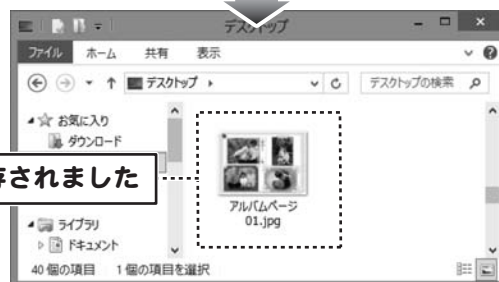 デスクトップ
ファイル ホーム 共有 表示
デスクトップ デスクトップの検索
お気に入り
ダウンロード
存されました
アルバムページ
01.jpg
ライブラリ
ドキュメント
40 個の項目 1 個の項目を選択